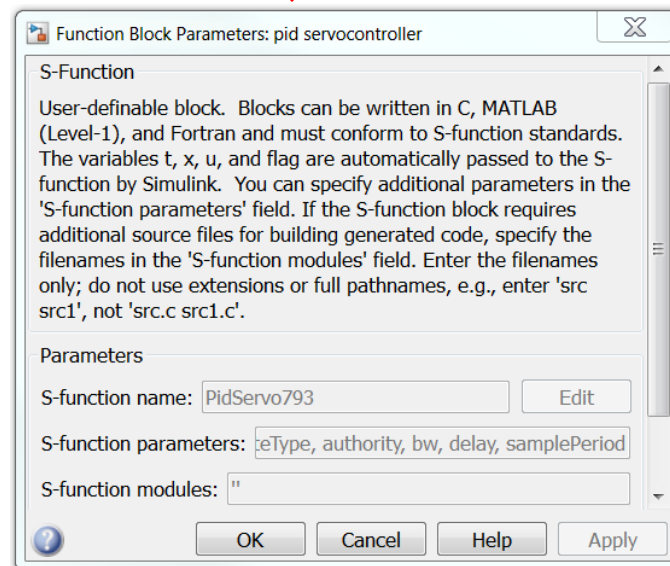 Function Block Parameters: pid servocontroller
S-Function
User-definable block.  Blocks can be written in C, MATLAB
(Level-1), and Fortran and must conform to S-function standards.
The variables t, x, u, and flag are automatically passed to the S-
function by Simulink.  You can specify additional parameters in the
'S-function parameters' field. If the S-function block requires
additional source files for building generated code, specify the
filenames in the 'S-function modules' field. Enter the filenames
only; do not use extensions or full pathnames, e.g., enter 'src
src1', not 'src.c src1.c'.
Parameters
S-function name: PidServo793 Edit
S-function parameters: eType, authority, bw, delay, samplePeriod
S-function modules: ''
OK Cancel Help Apply